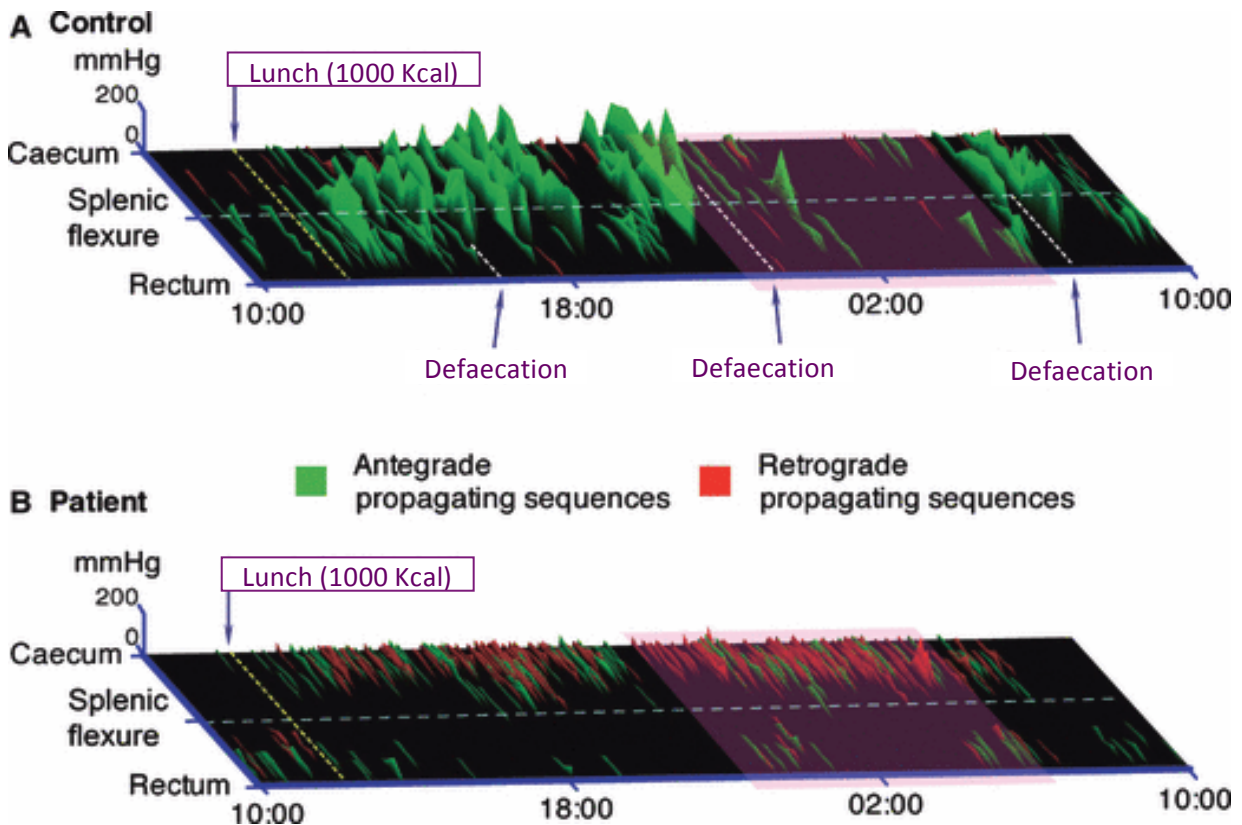 A Control
mmHg
200
0
Lunch (1000 Kcal)
Caecum
Splenic
flexure
Rectum
10:00
18:00
02:00
10:00
Defaecation
Defaecation
Defaecation
Antegrade
propagating sequences
Retrograde
propagating sequences
B Patient
mmHg
200
0
Lunch (1000 Kcal)
Caecum
Splenic
flexure
Rectum
10:00
18:00
02:00
10:00